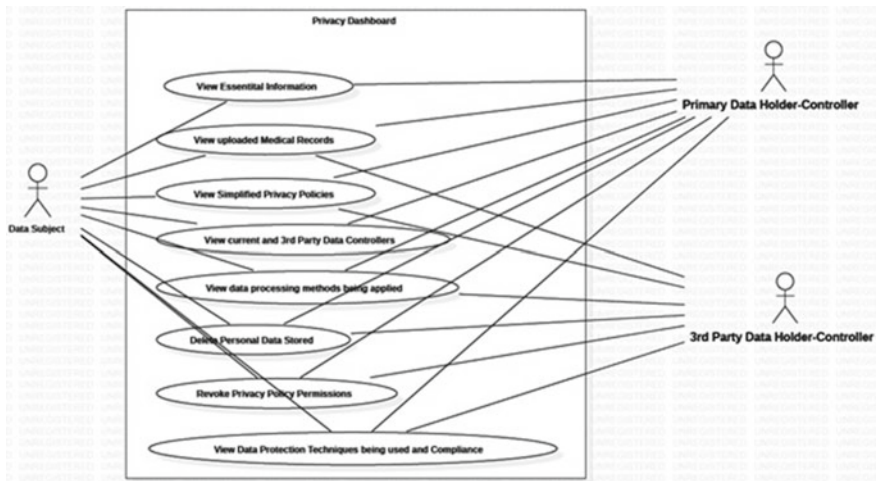 Privacy Dashboard
View Essentital Information
Primary Data Holder-Controller
View uploaded Medical Records
View Simplified Privacy Policies
Data Subject
View current and 3rd Party Data Controllers
View data processing methods being applied
Delete Personal Data Stored
3rd Party Data Holder-Controller
Revoke Privacy Policy Permissions
View Data Protection Techniques being used and Compliance